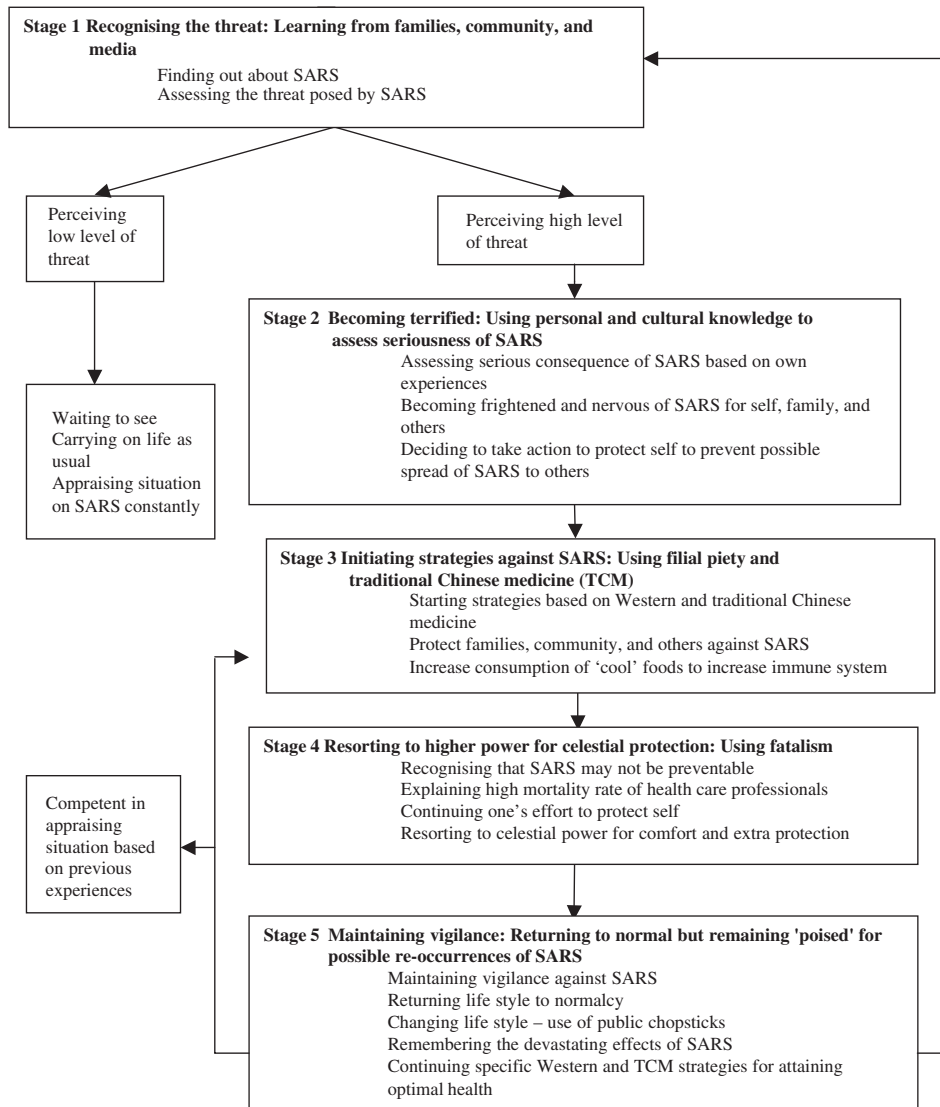 Stage 1 Recognising the threat: Learning from families, community, and
media
Finding out about SARS
Assessing the threat posed by SARS
Perceiving
low level of
threat
Perceiving high level
of threat
Waiting to see
Carrying on life as
usual
Appraising situation
on SARS constantly
Stage 2 Becoming terrified: Using personal and cultural knowledge to
assess seriousness of SARS
Assessing serious consequence of SARS based on own
experiences
Becoming frightened and nervous of SARS for self, family, and
others
Deciding to take action to protect self to prevent possible
spread of SARS to others
Stage 3 Initiating strategies against SARS: Using filial piety and
traditional Chinese medicine (TCM)
Starting strategies based on Western and traditional Chinese
medicine
Protect families, community, and others against SARS
Increase consumption of ‘cool’ foods to increase immune system
Stage 4 Resorting to higher power for celestial protection: Using fatalism
Recognising that SARS may not be preventable
Explaining high mortality rate of health care professionals
Continuing one’s effort to protect self
Resorting to celestial power for comfort and extra protection
Competent in
appraising
situation based
on previous
experiences
Stage 5 Maintaining vigilance: Returning to normal but remaining 'poised' for
possible re-occurrences of SARS
Maintaining vigilance against SARS
Returning life style to normalcy
Changing life style – use of public chopsticks
Remembering the devastating effects of SARS
Continuing specific Western and TCM strategies for attaining
optimal health